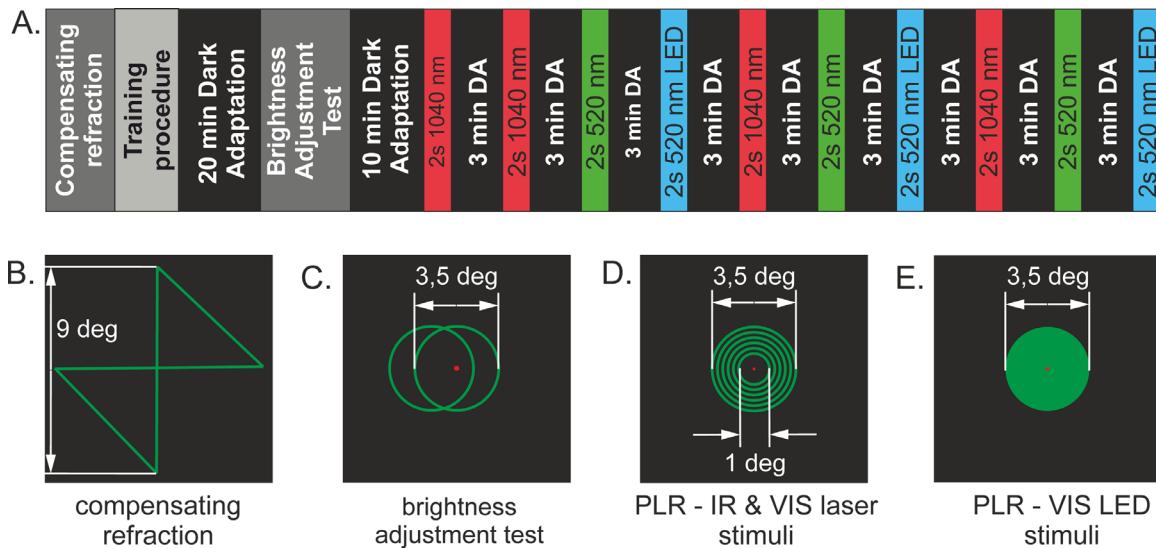 A.
Compensating
refraction
Training
procedure
20 min Dark
Adaptation
Brightness
Adjustment
Test
10 min Dark
Adaptation
2s 1040 nm
3 min DA
2s 1040 nm
3 min DA
2s 520 nm
3 min DA
2s 520 nm LED
3 min DA
2s 1040 nm
3 min DA
2s 520 nm
3 min DA
2s 520 nm LED
3 min DA
2s 1040 nm
3 min DA
2s 520 nm
3 min DA
2s 520 nm LED
B.
9 deg
compensating
refraction
C.
3,5 deg
brightness
adjustment test
D.
3,5 deg
1 deg
PLR - IR & VIS laser
stimuli
E.
3,5 deg
PLR - VIS LED
stimuli